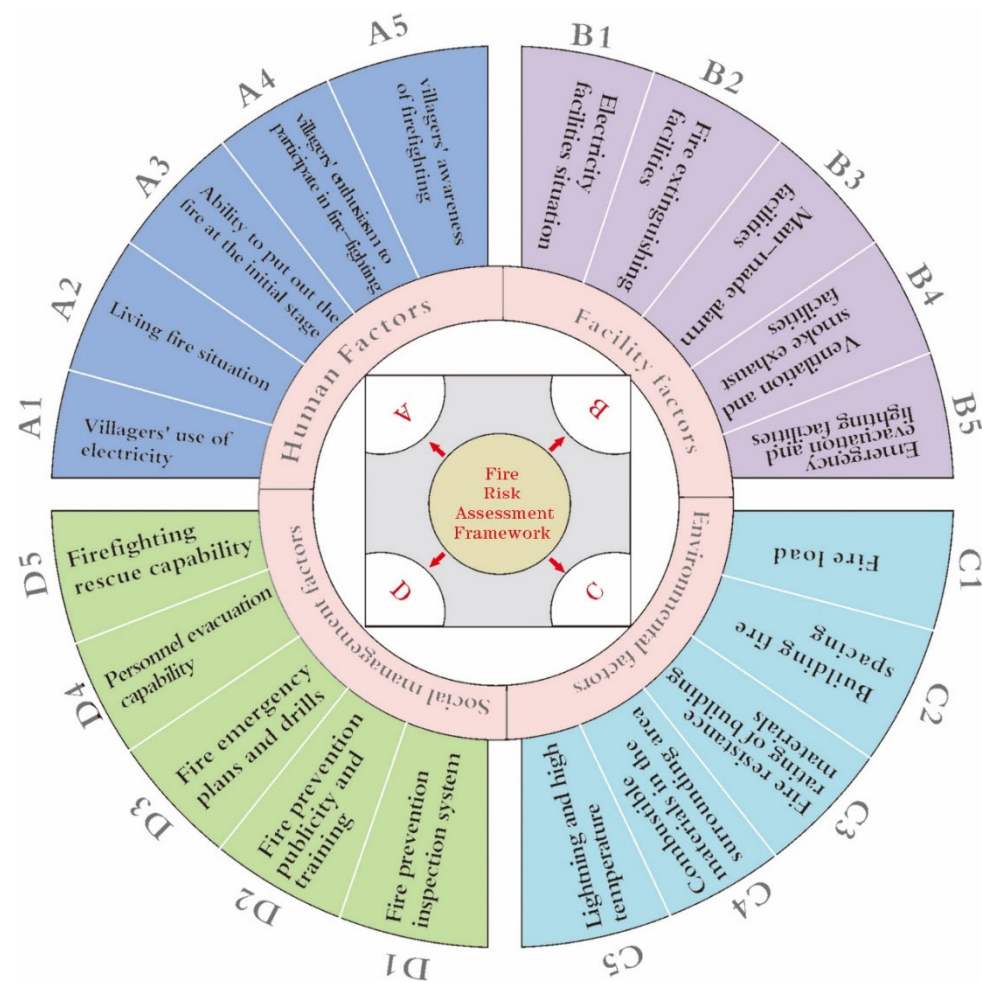 Fire
Risk
Assessment
Framework
A
B
C
D
Human Factors
A1
Villagers' use of
electricity
A2
Living fire situation
A3
Ability to put out the
fire at the initial stage
A4
villagers' enthusiasm to
participate in fire-fighting
A5
villagers' awareness
of firefighting
Facility factors
B1
Electricity
facilities situation
B2
Fire extinguishing
facilities
B3
Man-made alarm
facilities
B4
Ventilation and
smoke exhaust
facilities
B5
Emergency
evacuation and
lighting facilities
Environmental factors
C1
Fire load
C2
Building fire
spacing
C3
Fire resistance
rating of building
materials
C4
Combustible
materials in the
surrounding area
C5
Lightning and high
temperature
Social management factors
D1
Fire prevention
inspection system
D2
Fire prevention
publicity and
training
D3
Fire emergency
plans and drills
D4
Personnel evacuation
capability
D5
Firefighting
rescue capability